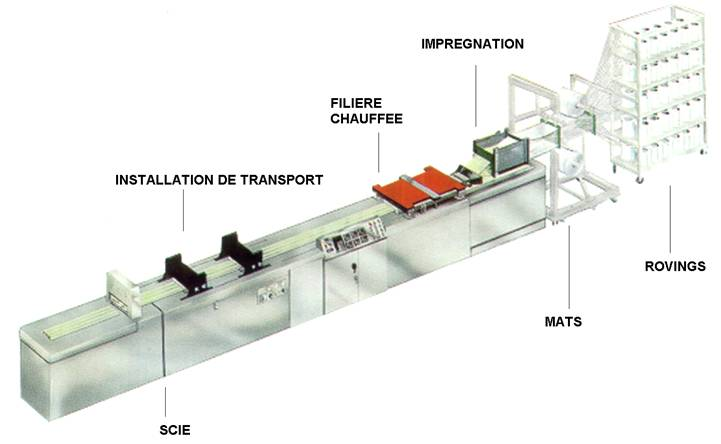 IMPREGNATION
FILIERE
CHAUFFEE
INSTALLATION DE TRANSPORT
ROVINGS
MATS
SCIE